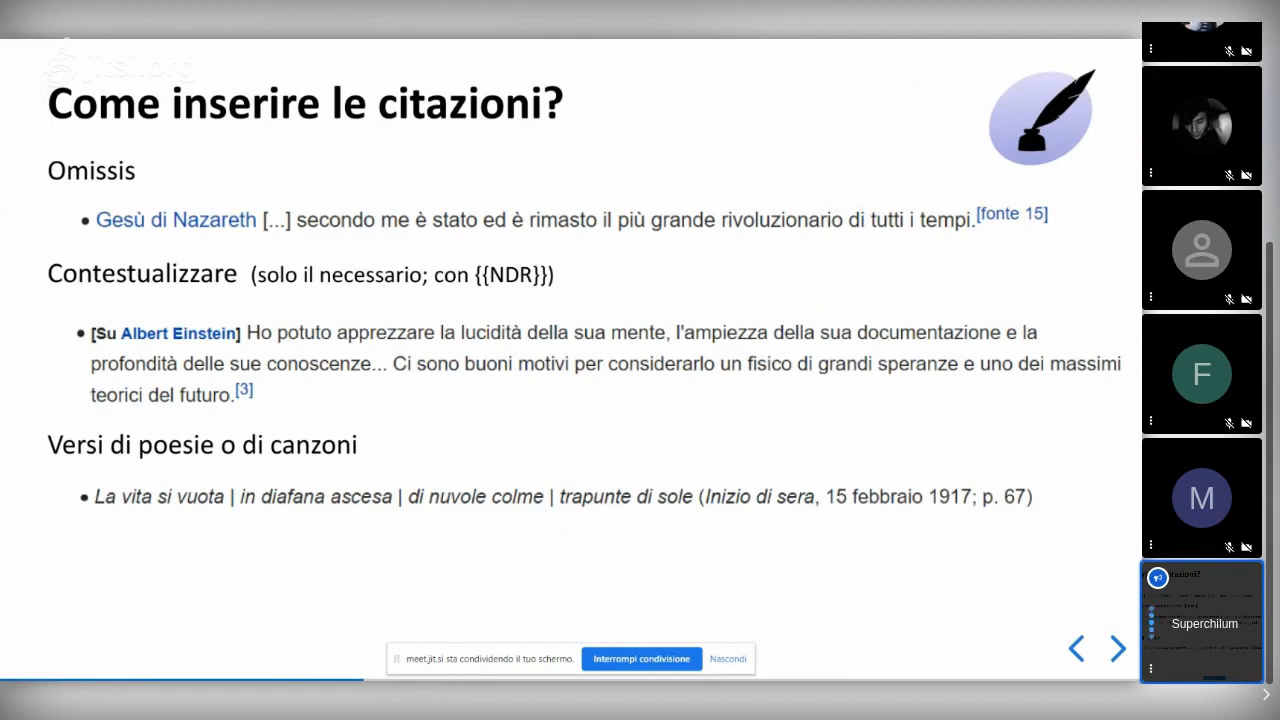 jitsi.org
Come inserire le citazioni?
Omissis
• Gesù di Nazareth [...] secondo me è stato ed è rimasto il più grande rivoluzionario di tutti i tempi.[fonte 15]
Contestualizzare (solo il necessario; con {{NDR}})
• [Su Albert Einstein] Ho potuto apprezzare la lucidità della sua mente, l'ampiezza della sua documentazione e la
profondità delle sue conoscenze... Ci sono buoni motivi per considerarlo un fisico di grandi speranze e uno dei massimi
teorici del futuro.[3]
Versi di poesie o di canzoni
• La vita si vuota | in diafana ascesa | di nuvole colme | trapunte di sole (Inizio di sera, 15 febbraio 1917; p. 67)
meet.jit.si sta condividendo il tuo schermo. Interrompi condivisione Nascondi
F
M
Superchilum